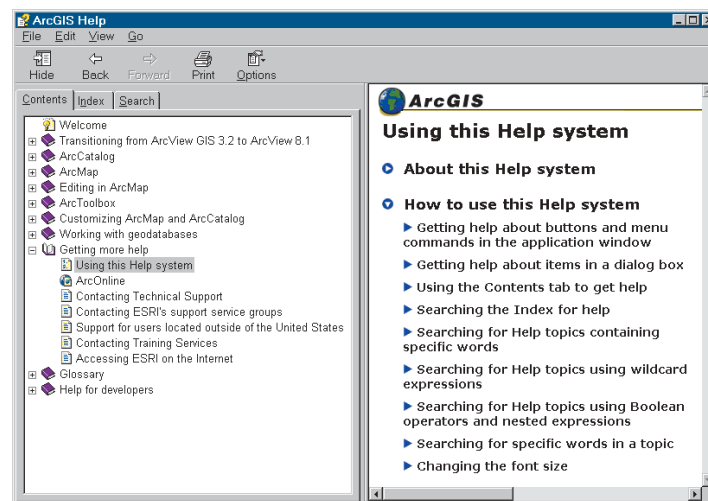 ArcGIS Help
File Edit View Go
Hide Back Forward Print Options
Contents Index Search
Welcome
Transitioning from ArcView GIS 3.2 to ArcView 8.1
ArcCatalog
ArcMap
Editing in ArcMap
ArcToolbox
Customizing ArcMap and ArcCatalog
Working with geodatabases
Getting more help
Using this Help system
ArcOnline
Contacting Technical Support
Contacting ESRI's support service groups
Support for users located outside of the United States
Contacting Training Services
Accessing ESRI on the Internet
Glossary
Help for developers
ArcGIS
Using this Help system
About this Help system
How to use this Help system
Getting help about buttons and menu
commands in the application window
Getting help about items in a dialog box
Using the Contents tab to get help
Searching the Index for help
Searching for Help topics containing
specific words
Searching for Help topics using wildcard
expressions
Searching for Help topics using Boolean
operators and nested expressions
Searching for specific words in a topic
Changing the font size